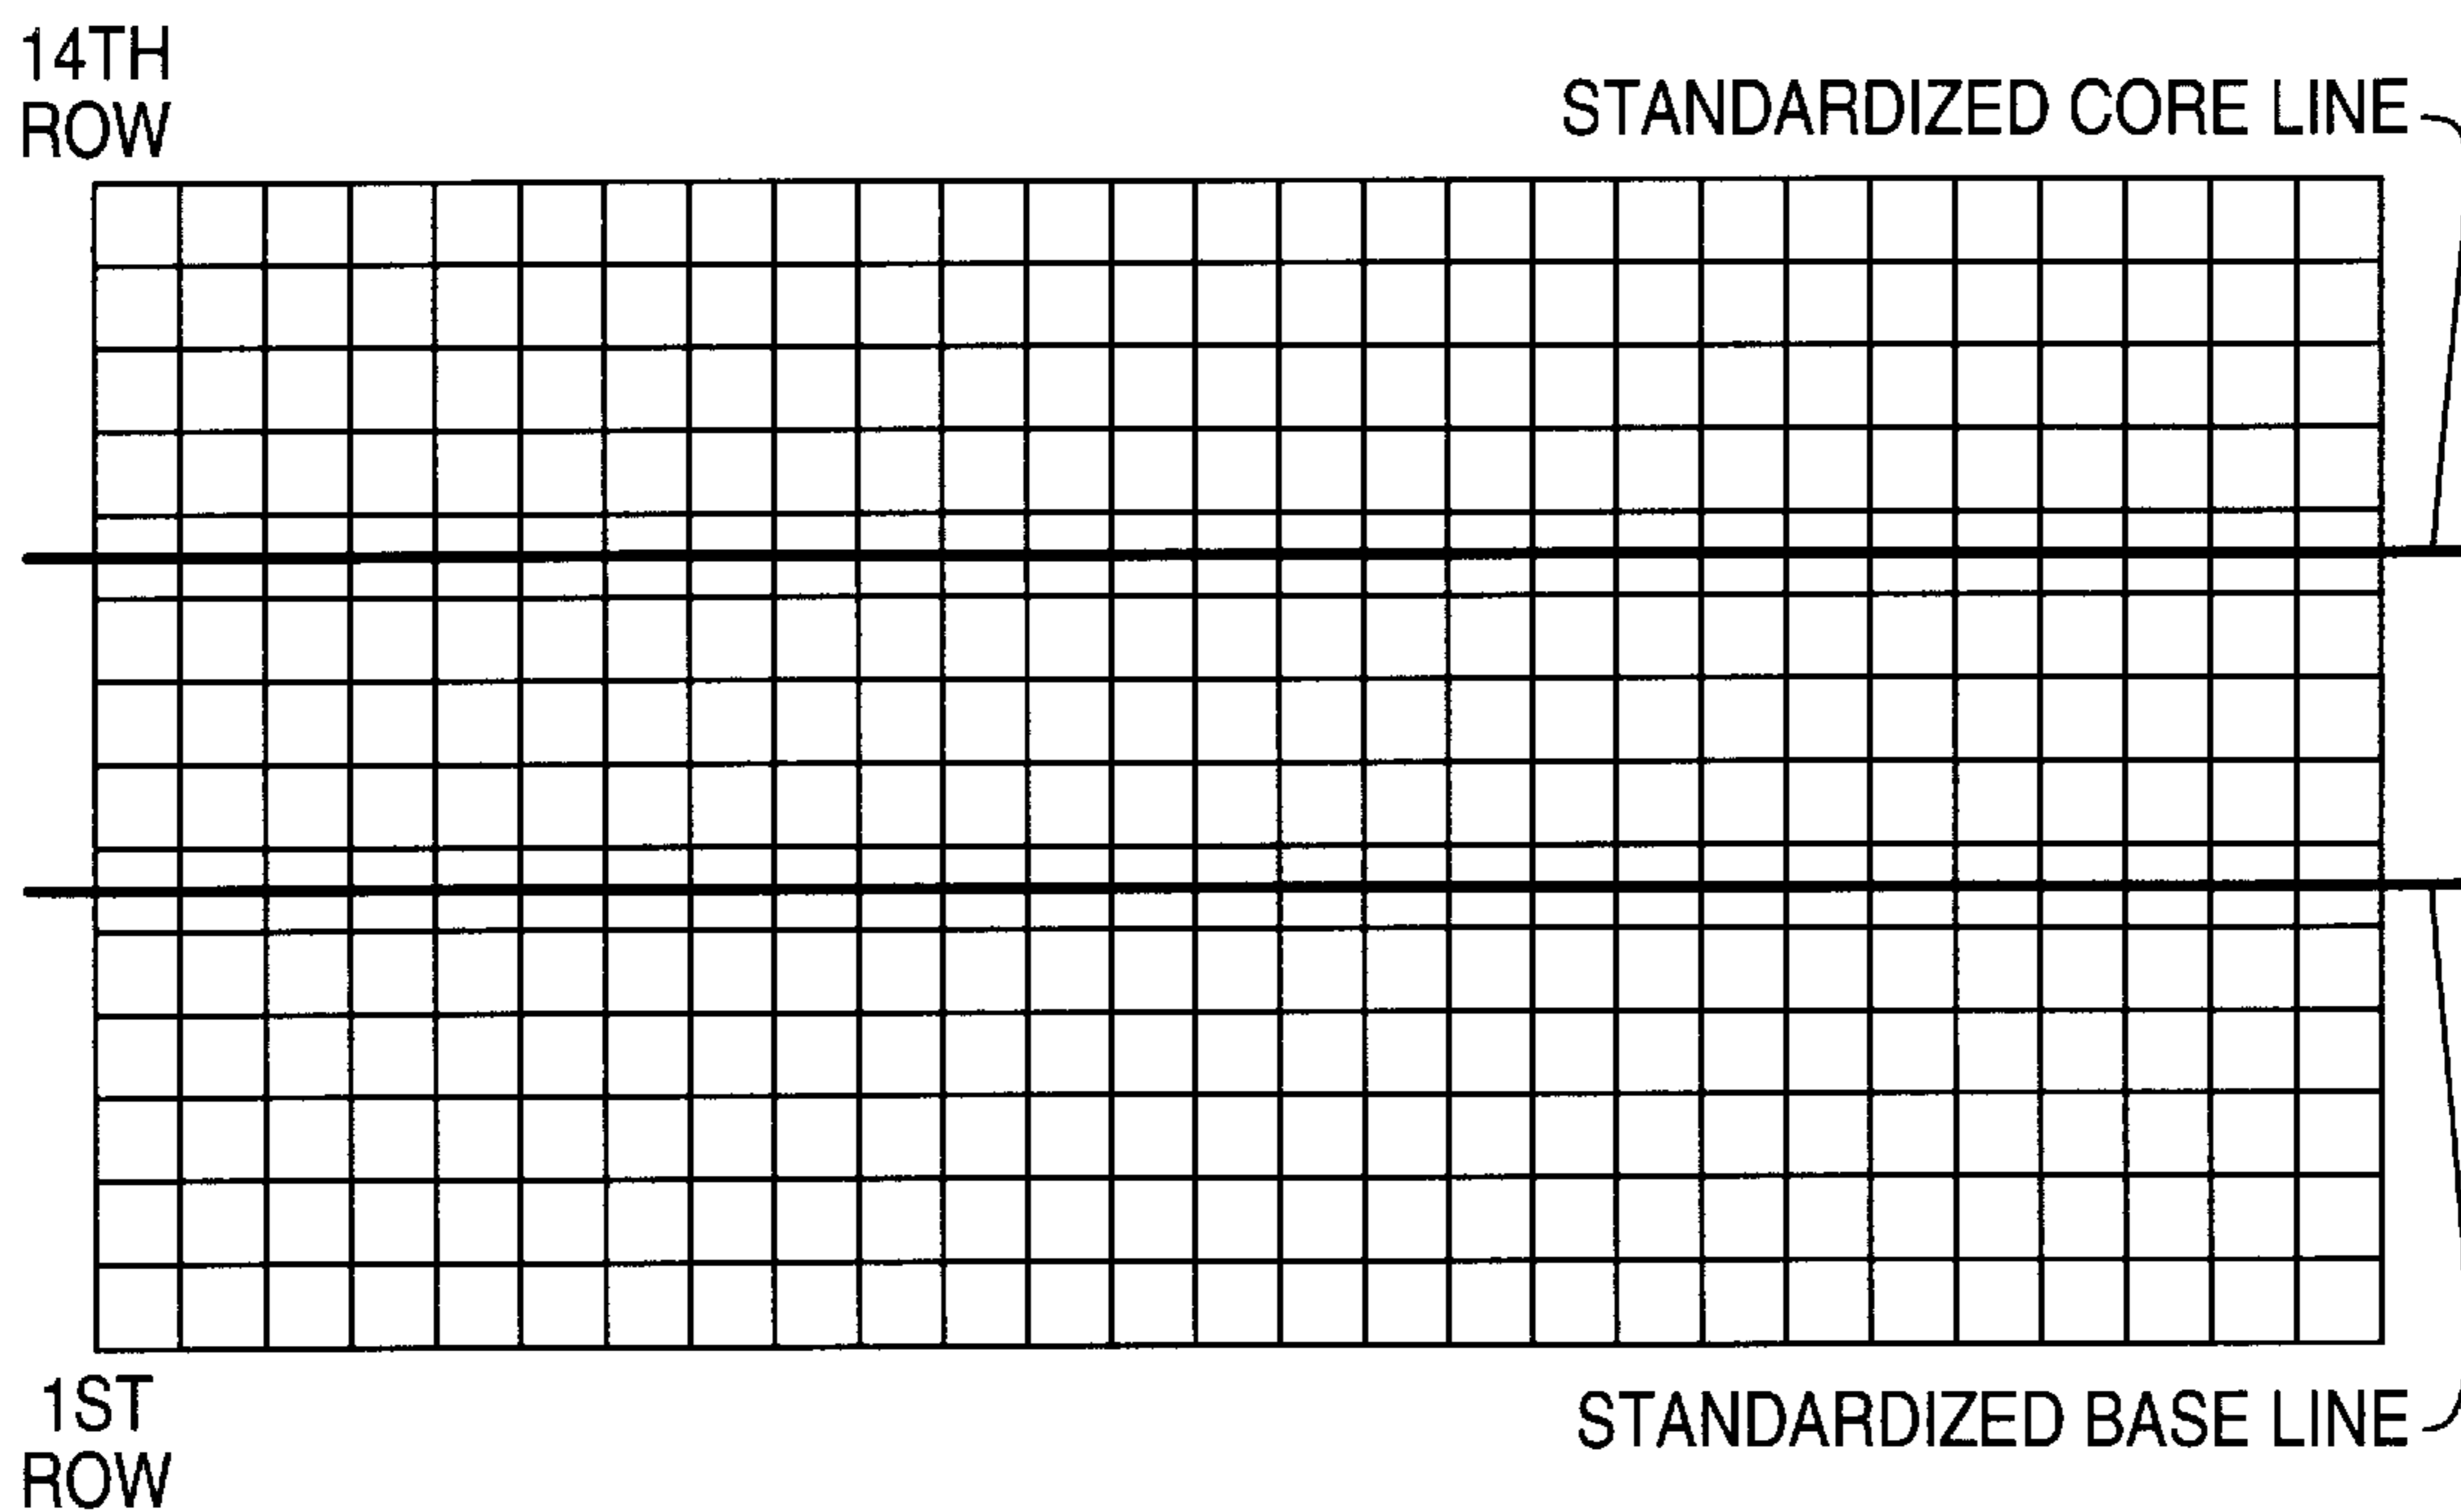 14TH
ROW
STANDARDIZED CORE LINE
1ST
ROW
STANDARDIZED BASE LINE